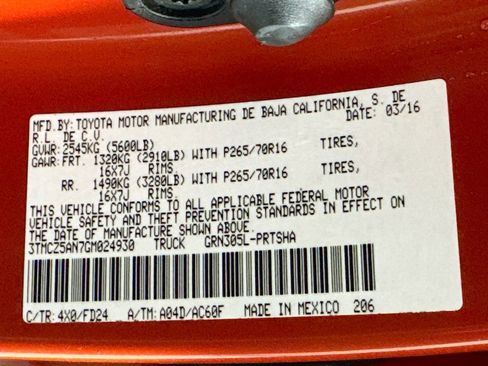 MFD.BY:TOYOTA MOTOR MANUFACTURING DE BAJA CALIFORNIA, S. DE
R.L. DE C.V. DATE: 03/16
GVWR: 2545KG (5600LB)
GAWR: FRT. 1320KG (2910LB) WITH P265/70R16 TIRES,
16X7J RIMS,
RR. 1490KG (3280LB) WITH P265/70R16 TIRES,
16X7J RIMS.
THIS VEHICLE CONFORMS TO ALL APPLICABLE FEDERAL MOTOR
VEHICLE SAFETY AND THEFT PREVENTION STANDARDS IN EFFECT ON
THE DATE OF MANUFACTURE SHOWN ABOVE.
3TMCZ5AN7GM024930 TRUCK GRN305L-PRTSHA
C/TR: 4X0/FD24 A/TM: A04D/AC60F MADE IN MEXICO 206